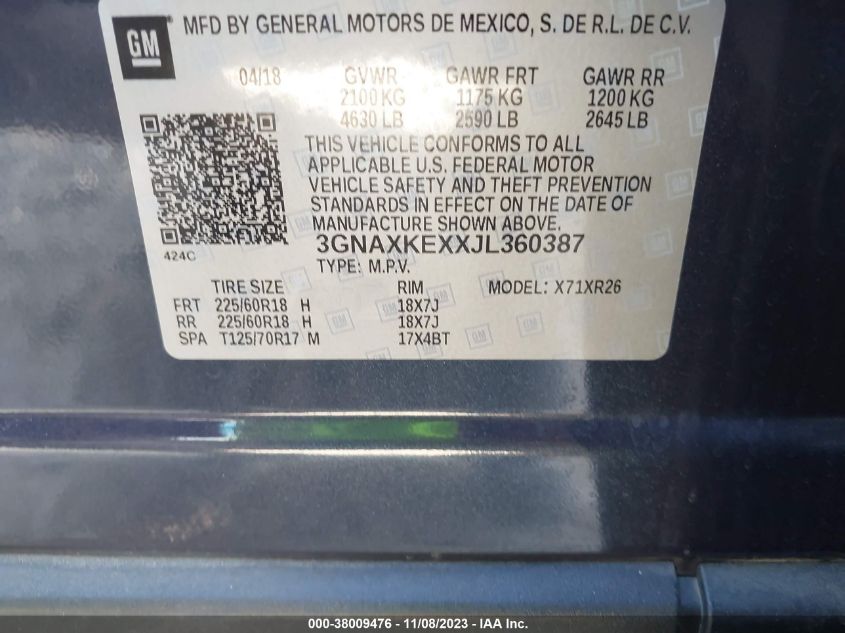 GM
MFD BY GENERAL MOTORS DE MEXICO, S. DE R.L. DE C.V.
04/18 GVWR GAWR FRT GAWR RR
2100 KG 1175 KG 1200 KG
4630 LB 2590 LB 2645 LB
THIS VEHICLE CONFORMS TO ALL
APPLICABLE U.S. FEDERAL MOTOR
VEHICLE SAFETY AND THEFT PREVENTION
STANDARDS IN EFFECT ON THE DATE OF
MANUFACTURE SHOWN ABOVE.
424C
3GNAXKEXXJL360387
TYPE: M.P.V.
TIRE SIZE RIM MODEL: X71XR26
FRT 225/60R18 H 18X7J
RR 225/60R18 H 18X7J
SPA T125/70R17 M 17X4BT
000-38009476 - 11/08/2023 - IAA Inc.